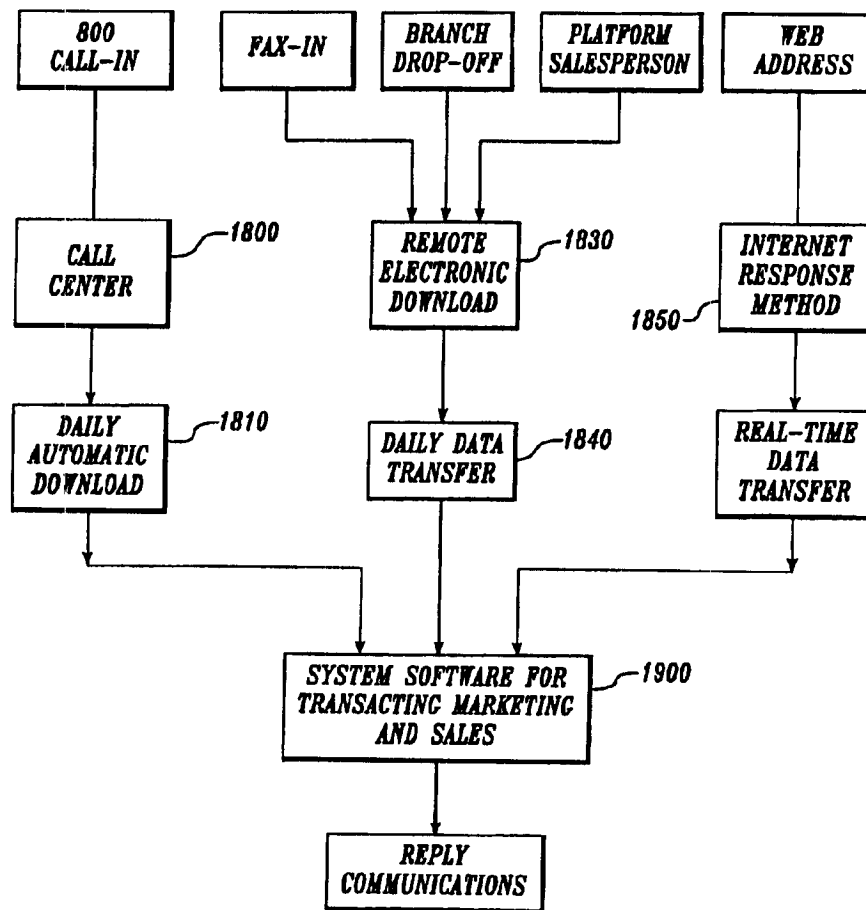 800
CALL-IN
FAX-IN
BRANCH
DROP-OFF
PLATFORM
SALESPERSON
WEB
ADDRESS
CALL
CENTER
1800
REMOTE
ELECTRONIC
DOWNLOAD
1830
INTERNET
RESPONSE
METHOD
1850
DAILY
AUTOMATIC
DOWNLOAD
1810
DAILY DATA
TRANSFER
1840
REAL-TIME
DATA
TRANSFER
SYSTEM SOFTWARE FOR
TRANSACTING MARKETING
AND SALES
1900
REPLY
COMMUNICATIONS